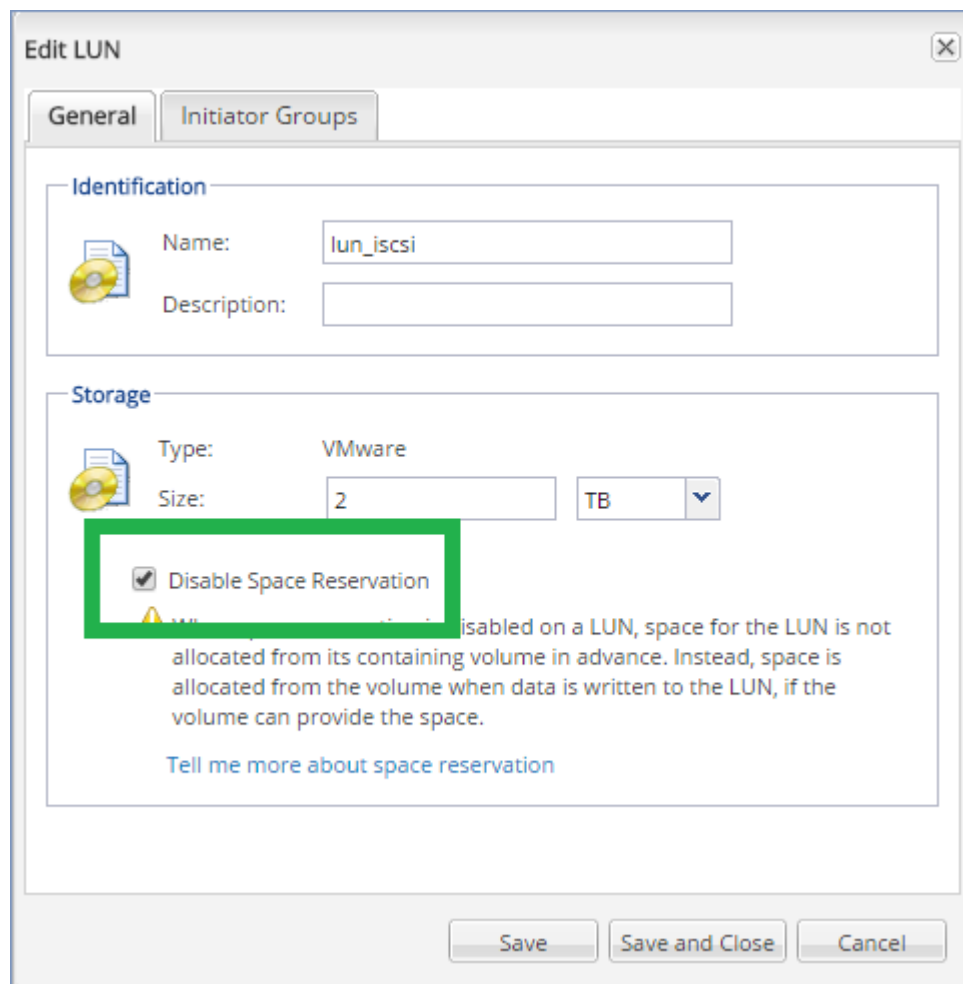 Edit LUN
General
Initiator Groups
Identification
Name:
lun_iscsi
Description:
Storage
Type:
VMware
Size:
2
TB
Disable Space Reservation
disabled on a LUN, space for the LUN is not
allocated from its containing volume in advance. Instead, space is
allocated from the volume when data is written to the LUN, if the
volume can provide the space.
Tell me more about space reservation
Save
Save and Close
Cancel